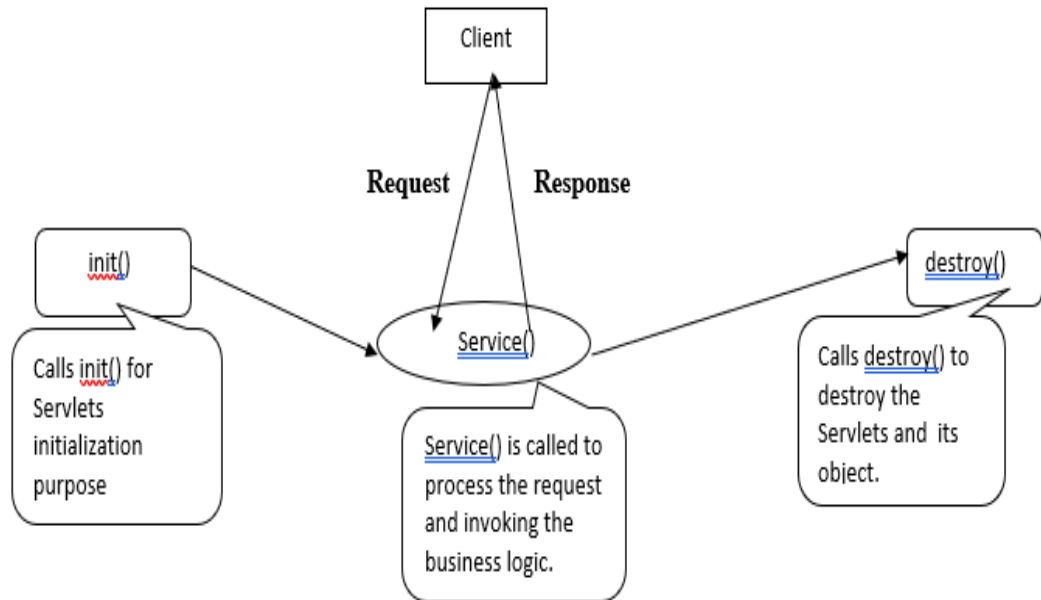 Client
Request
Response
init()
destroy()
Service()
Calls init() for
Servlets
initialization
purpose
Service() is called to
process the request
and invoking the
business logic.
Calls destroy() to
destroy the
Servlets and its
object.